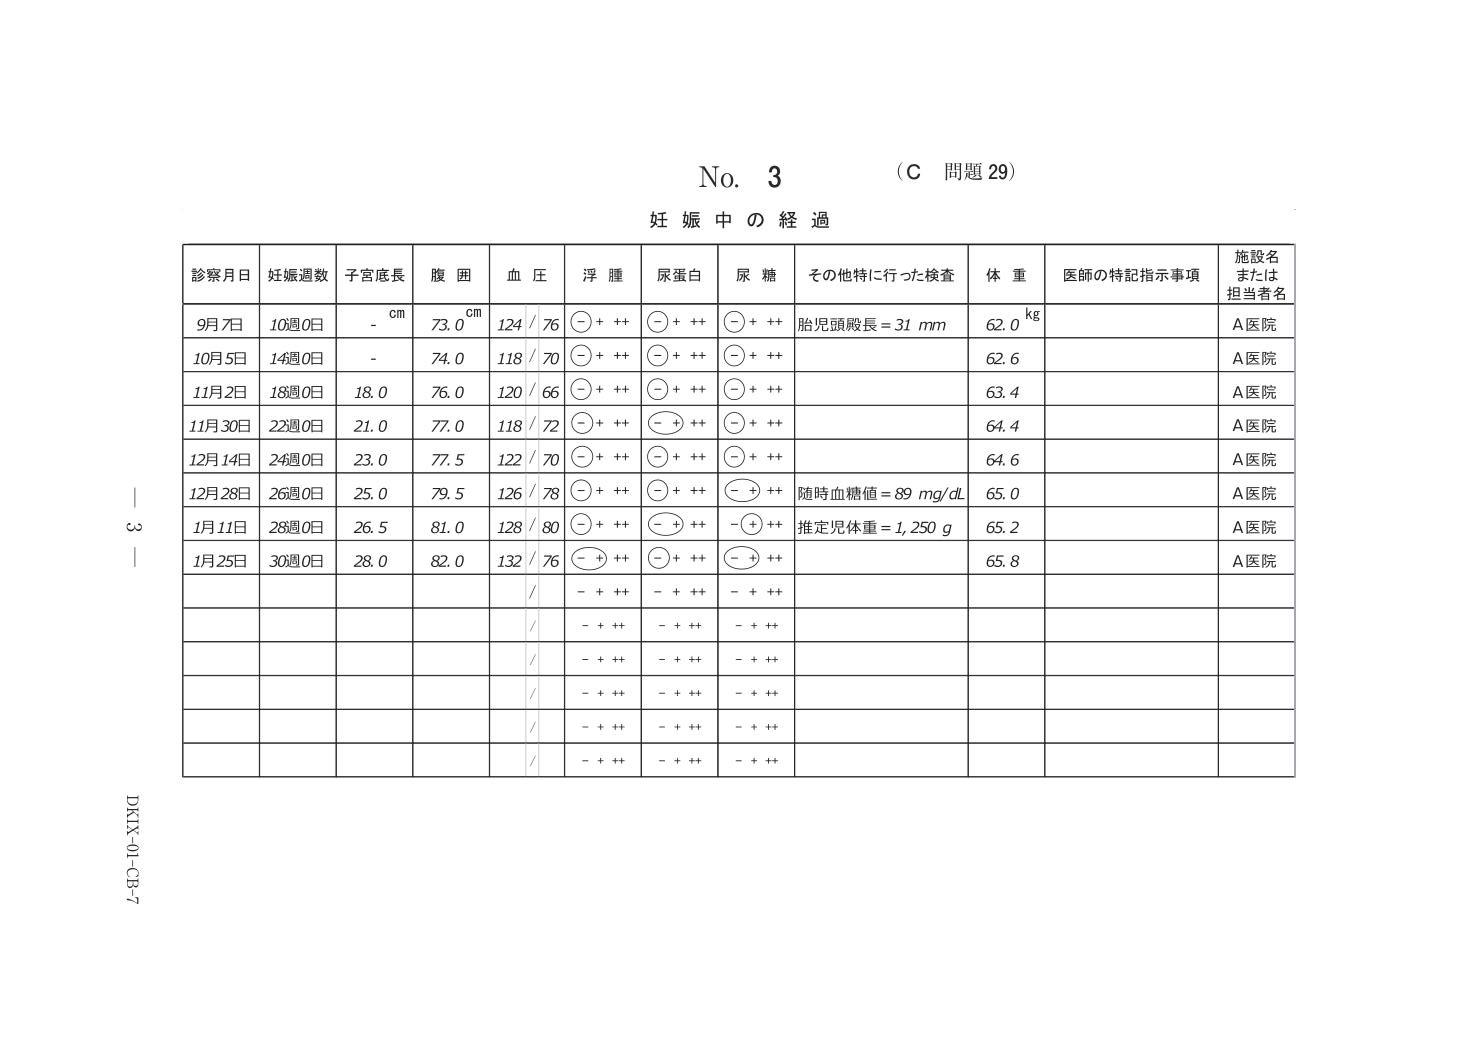 No. 3 （C 問題 29）
妊娠中の経過
診察月日 妊娠週数 子宮底長 腹囲 血圧 浮腫 尿蛋白 尿糖 その他特に行った検査 体重 医師の特記指示事項 施設名または担当者名
9月7日 10週0日 - cm 73.0 cm 124 / 76 (-) + ++ (-) + ++ (-) + ++ 胎児頭殿長＝31 mm 62.0 kg A医院
10月5日 14週0日 - 74.0 118 / 70 (-) + ++ (-) + ++ (-) + ++ 62.6 A医院
11月2日 18週0日 18.0 76.0 120 / 66 (-) + ++ (-) + ++ (-) + ++ 63.4 A医院
11月30日 22週0日 21.0 77.0 118 / 72 (-) + ++ (- +) ++ (-) + ++ 64.4 A医院
12月14日 24週0日 23.0 77.5 122 / 70 (-) + ++ (-) + ++ (-) + ++ 64.6 A医院
12月28日 26週0日 25.0 79.5 126 / 78 (-) + ++ (-) + ++ (- +) ++ 随時血糖値＝89 mg/dL 65.0 A医院
1月11日 28週0日 26.5 81.0 128 / 80 (-) + ++ (- +) ++ - (+) ++ 推定児体重＝1,250 g 65.2 A医院
1月25日 30週0日 28.0 82.0 132 / 76 (- +) ++ (-) + ++ (- +) ++ 65.8 A医院
/ - + ++ - + ++ - + ++
/ - + ++ - + ++ - + ++
/ - + ++ - + ++ - + ++
/ - + ++ - + ++ - + ++
/ - + ++ - + ++ - + ++
/ - + ++ - + ++ - + ++
— 3 —
DKIX-01-CB-7